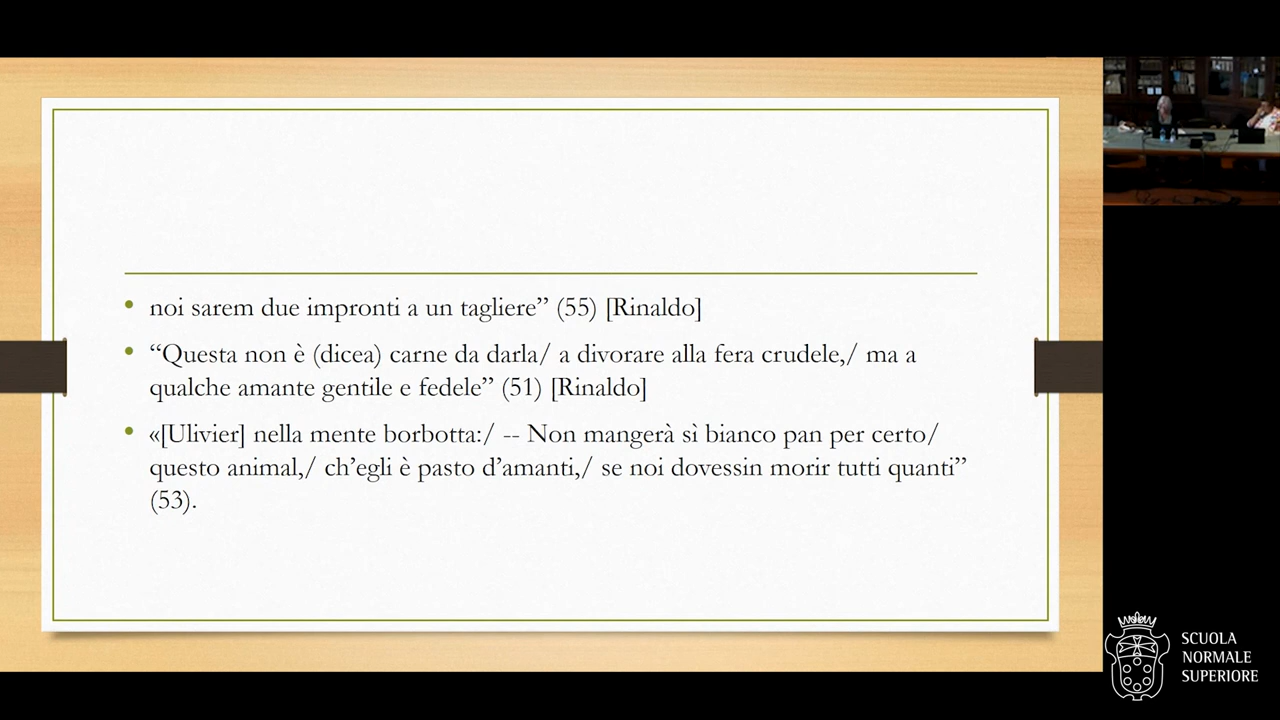 • noi sarem due impronti a un tagliere” (55) [Rinaldo]
• “Questa non è (dicea) carne da darla/ a divorare alla fera crudele,/ ma a
qualche amante gentile e fedele” (51) [Rinaldo]
• «[Ulivier] nella mente borbotta:/ -- Non mangerà sì bianco pan per certo/
questo animal,/ ch’egli è pasto d’amanti,/ se noi dovessin morir tutti quanti”
(53).
SCUOLA
NORMALE
SUPERIORE